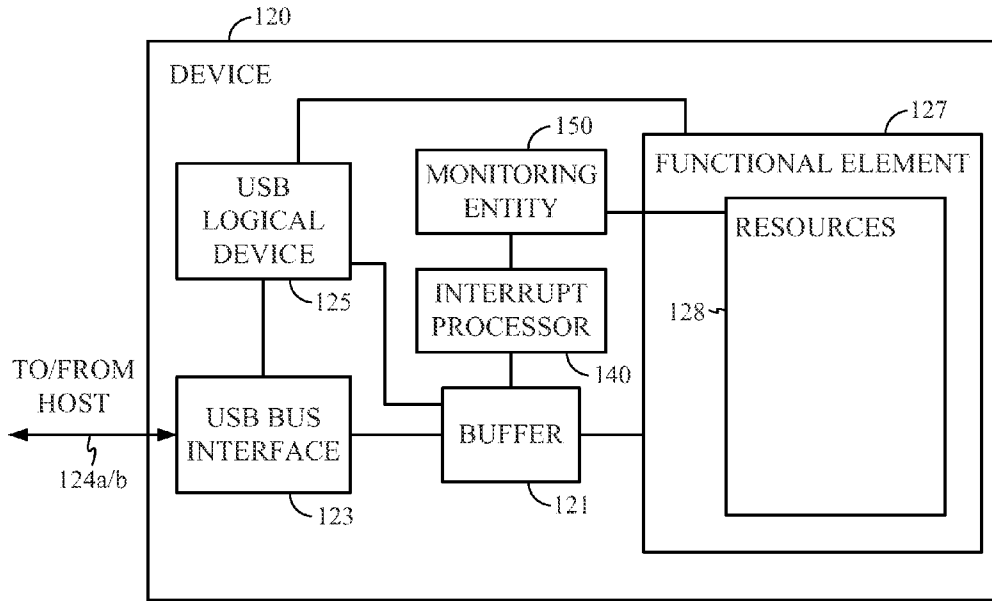 120
DEVICE
150
127
USB
LOGICAL
DEVICE
125
MONITORING
ENTITY
FUNCTIONAL ELEMENT
RESOURCES
128
INTERRUPT
PROCESSOR
140
TO/FROM
HOST
124a/b
USB BUS
INTERFACE
123
BUFFER
121